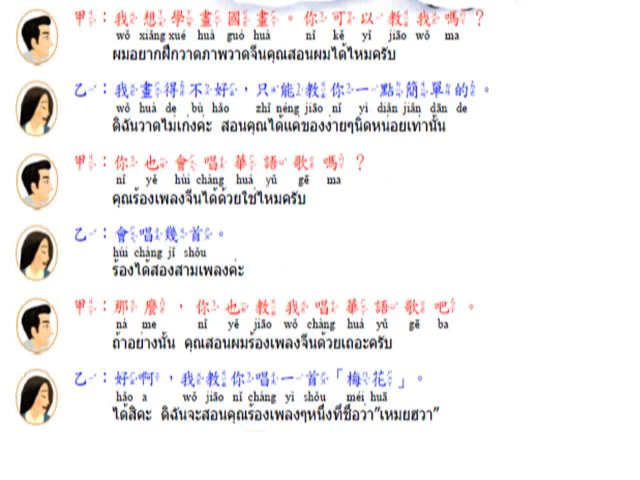 甲：我想學畫國畫。你可以教我嗎？
wǒ xiǎng xué huà guó huà nǐ kě yǐ jiāo wǒ ma
ผมอยากฝึกวาดภาพวาดจีนคุณสอนผมได้ไหมครับ
乙：我畫得不好，只能教你一點簡單的。
wǒ huà de bù hǎo zhǐ néng jiāo nǐ yì diǎn jiǎn dān de
ดิฉันวาดไม่เก่งค่ะ สอนคุณได้แค่ของง่ายๆนิดหน่อยเท่านั้น
甲：你也會唱華語歌嗎？
nǐ yě hùi chàng huá yǔ gē ma
คุณร้องเพลงจีนได้ด้วยใช่ไหมครับ
乙：會唱幾首。
hùi chàng jǐ shǒu
ร้องได้สองสามเพลงค่ะ
甲：那麼，你也教我唱華語歌吧。
nà me nǐ yě jiāo wǒ chàng huá yǔ gē ba
ถ้าอย่างนั้น คุณสอนผมร้องเพลงจีนด้วยเถอะครับ
乙：好啊，我教你唱一首「梅花」。
hǎo a wǒ jiāo nǐ chàng yì shǒu méi huā
ได้สิคะ ดิฉันจะสอนคุณร้องเพลงๆหนึ่งที่ชื่อว่า"เหมยฮวา"